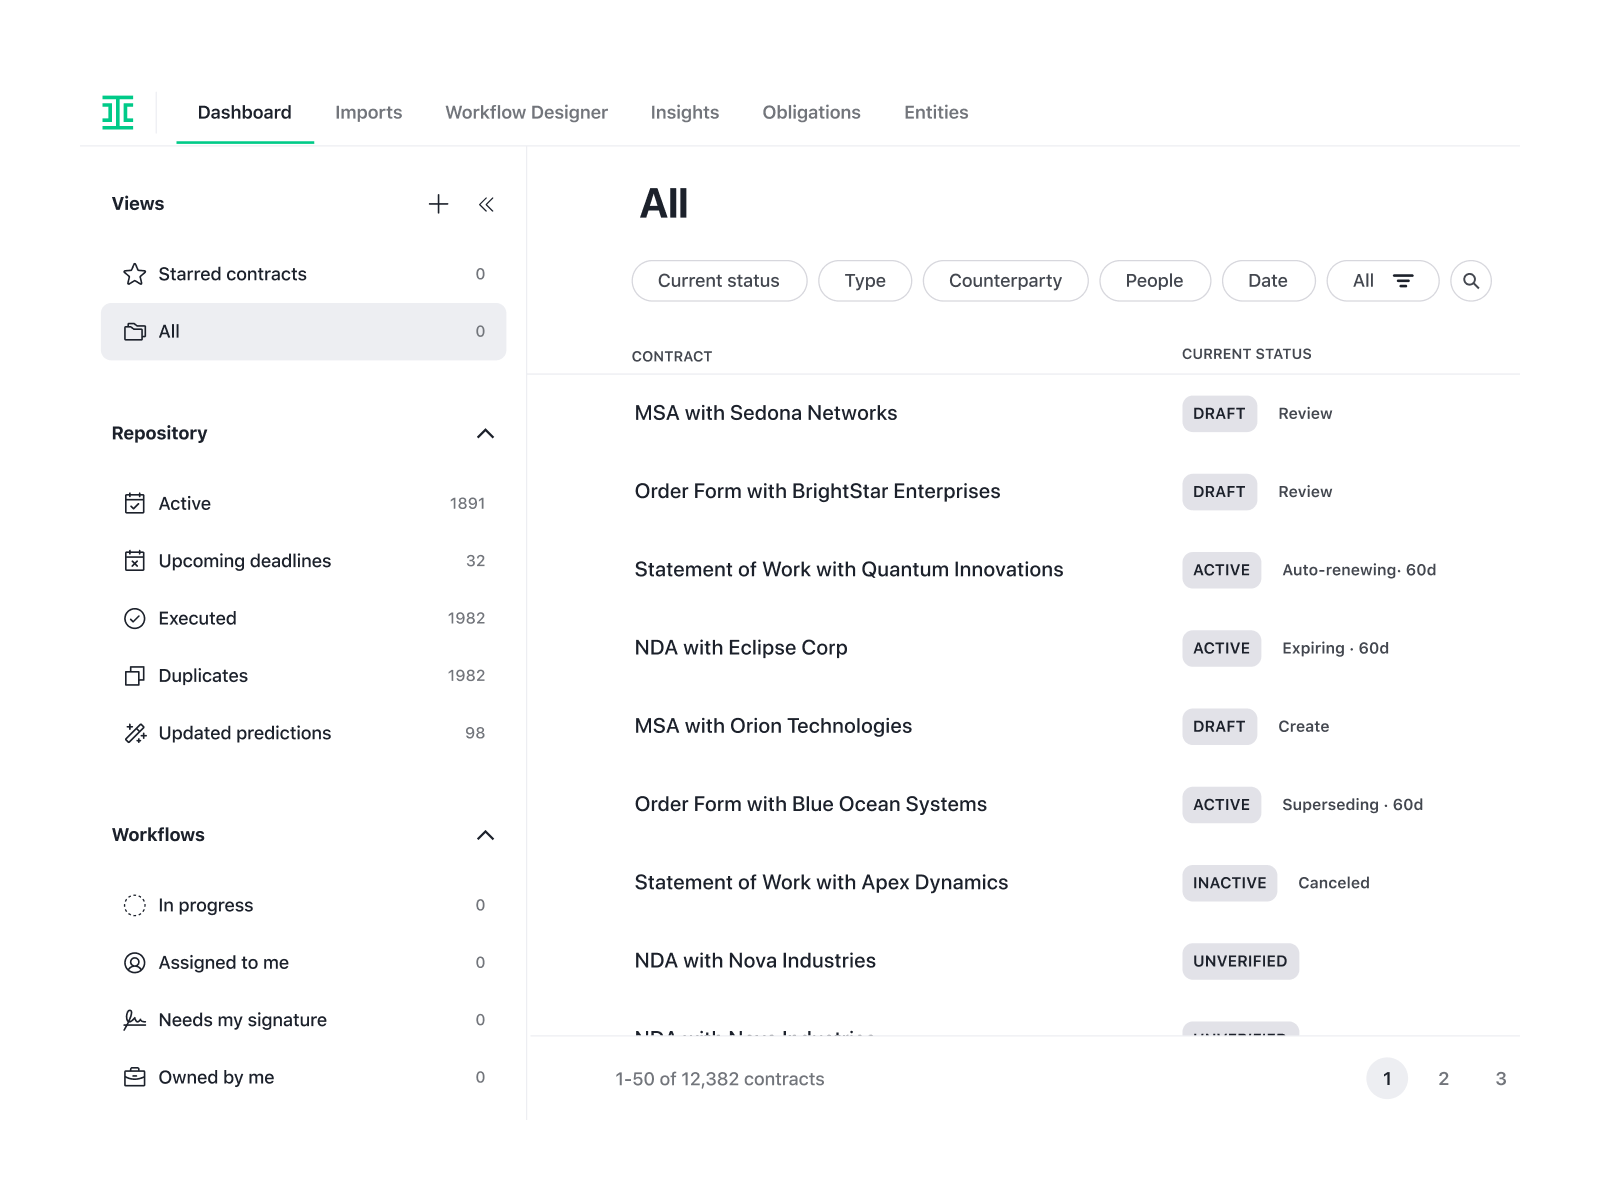 Dashboard Imports Workflow Designer Insights Obligations Entities
Views
Starred contracts 0
All 0
Repository
Active 1891
Upcoming deadlines 32
Executed 1982
Duplicates 1982
Updated predictions 98
Workflows
In progress 0
Assigned to me 0
Needs my signature 0
Owned by me 0
All
Current status Type Counterparty People Date All
CONTRACT CURRENT STATUS
MSA with Sedona Networks DRAFT Review
Order Form with BrightStar Enterprises DRAFT Review
Statement of Work with Quantum Innovations ACTIVE Auto-renewing· 60d
NDA with Eclipse Corp ACTIVE Expiring · 60d
MSA with Orion Technologies DRAFT Create
Order Form with Blue Ocean Systems ACTIVE Superseding · 60d
Statement of Work with Apex Dynamics INACTIVE Canceled
NDA with Nova Industries UNVERIFIED
NDA with Nova Industries UNVERIFIED
1-50 of 12,382 contracts 1 2 3